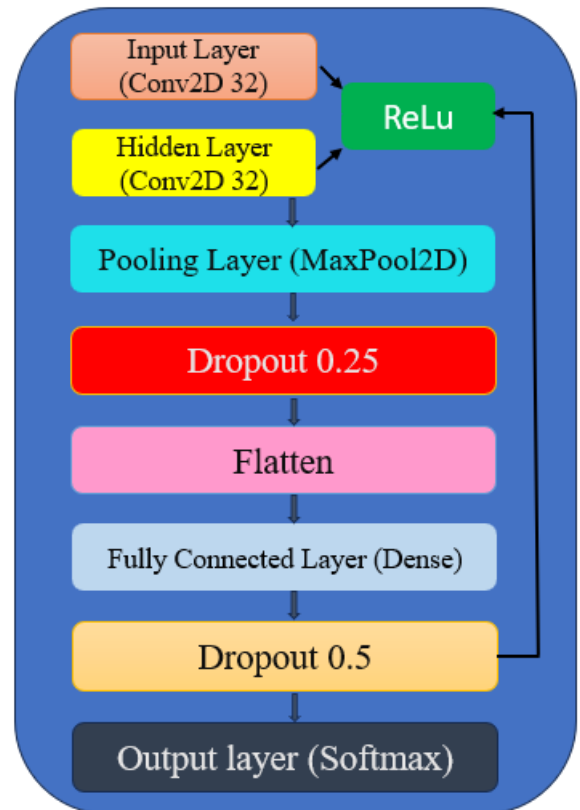 Input Layer
(Conv2D 32)
ReLu
Hidden Layer
(Conv2D 32)
Pooling Layer (MaxPool2D)
Dropout 0.25
Flatten
Fully Connected Layer (Dense)
Dropout 0.5
Output layer (Softmax)